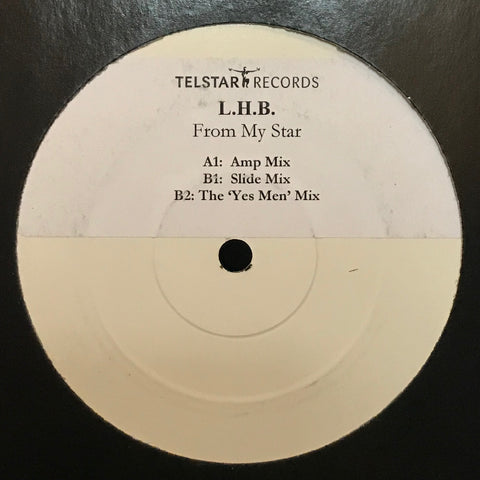 TELSTAR RECORDS
L.H.B.
From My Star
A1: Amp Mix
B1: Slide Mix
B2: The ‘Yes Men’ Mix